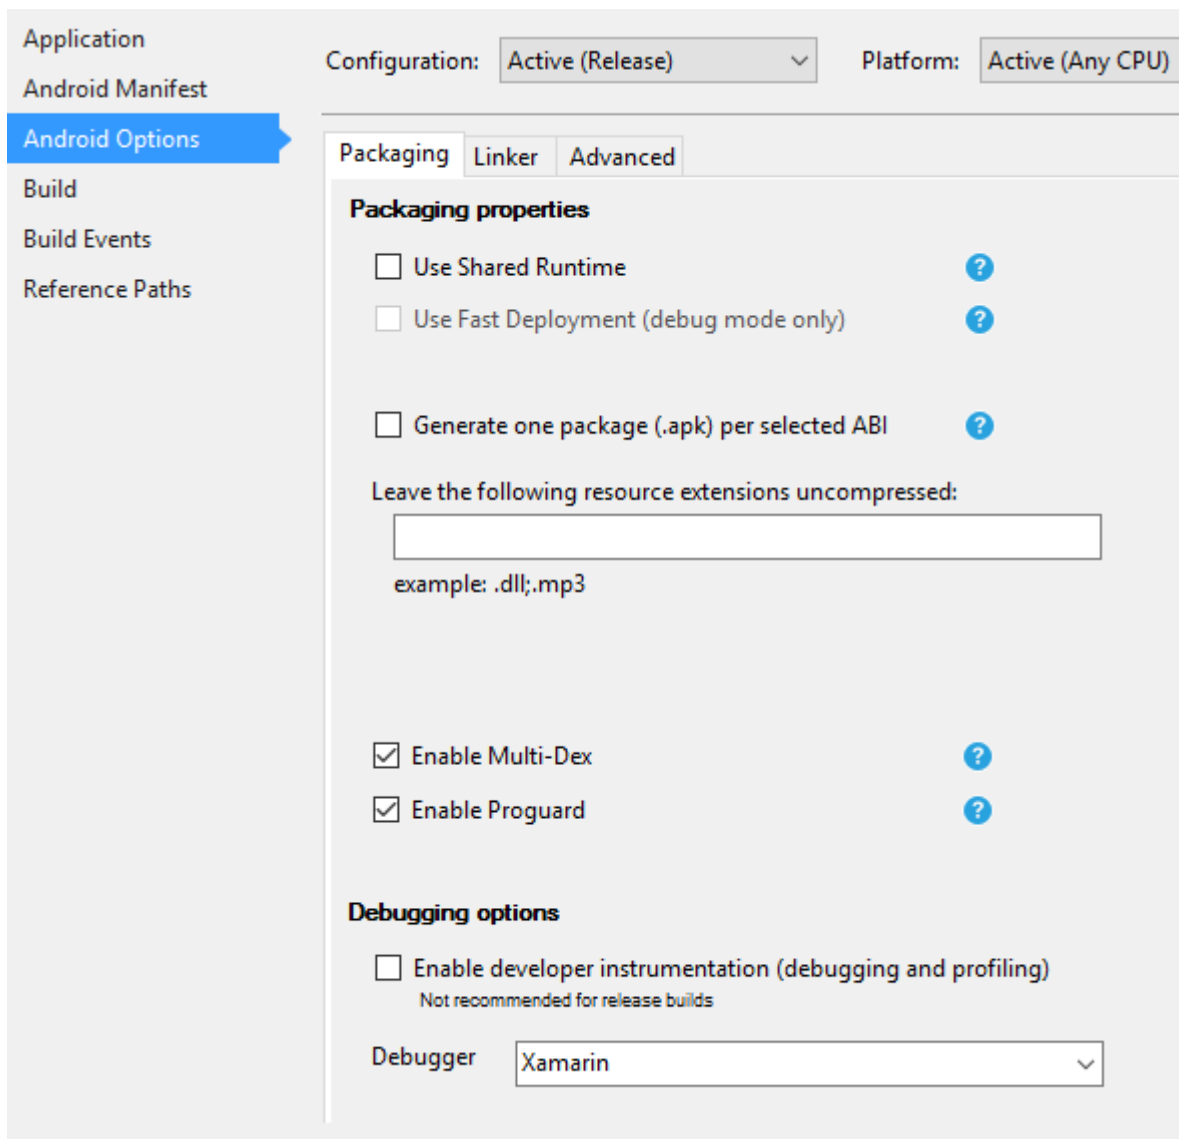 Application
Android Manifest
Android Options
Build
Build Events
Reference Paths
Configuration: Active (Release) Platform: Active (Any CPU)
Packaging Linker Advanced
Packaging properties
Use Shared Runtime ?
Use Fast Deployment (debug mode only) ?
Generate one package (.apk) per selected ABI ?
Leave the following resource extensions uncompressed:
example: .dll;.mp3
Enable Multi-Dex ?
Enable Proguard ?
Debugging options
Enable developer instrumentation (debugging and profiling)
Not recommended for release builds
Debugger Xamarin